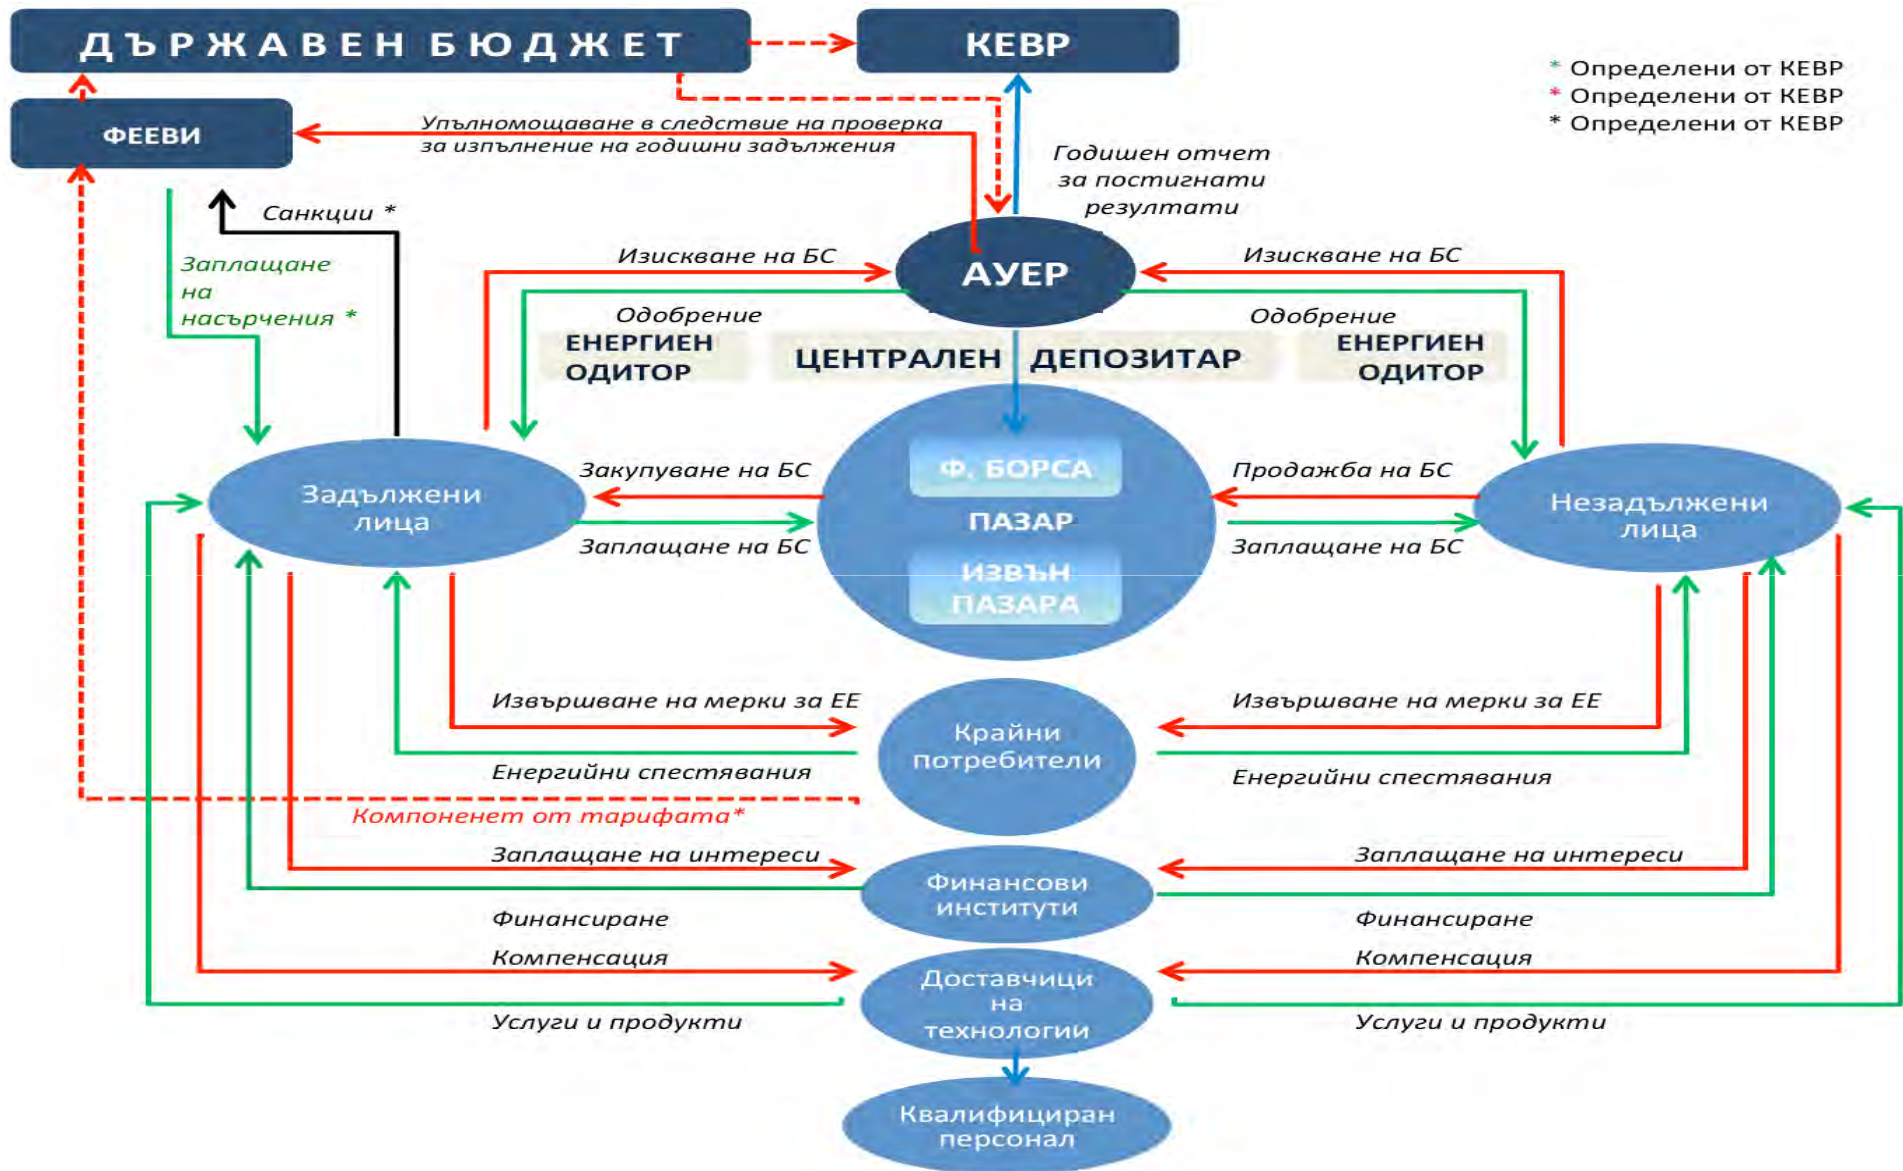 ДЪРЖАВЕН БЮДЖЕТ
КЕВР
* Определени от КЕВР
* Определени от КЕВР
* Определени от КЕВР
ФЕЕВИ
Упълномощаване в следствие на проверка
за изпълнение на годишни задължения
Годишен отчет
за постигнати
резултати
Санкции *
Заплащане
на
насърчения *
Изискване на БС
АУЕР
Изискване на БС
Одобрение
Одобрение
ЕНЕРГИЕН
ОДИТОР
ЦЕНТРАЛЕН ДЕПОЗИТАР
ЕНЕРГИЕН
ОДИТОР
Задължени
лица
Закупуване на БС
Заплащане на БС
Ф. БОРСА
ПАЗАР
ИЗВЪН
ПАЗАРА
Продажба на БС
Заплащане на БС
Незадължени
лица
Извършване на мерки за ЕЕ
Енергийни спестявания
Крайни
потребители
Извършване на мерки за ЕЕ
Енергийни спестявания
Компоненет от тарифата*
Заплащане на интереси
Финансиране
Финансови
институти
Заплащане на интереси
Финансиране
Компенсация
Услуги и продукти
Доставчици
на
технологии
Компенсация
Услуги и продукти
Квалифициран
персонал